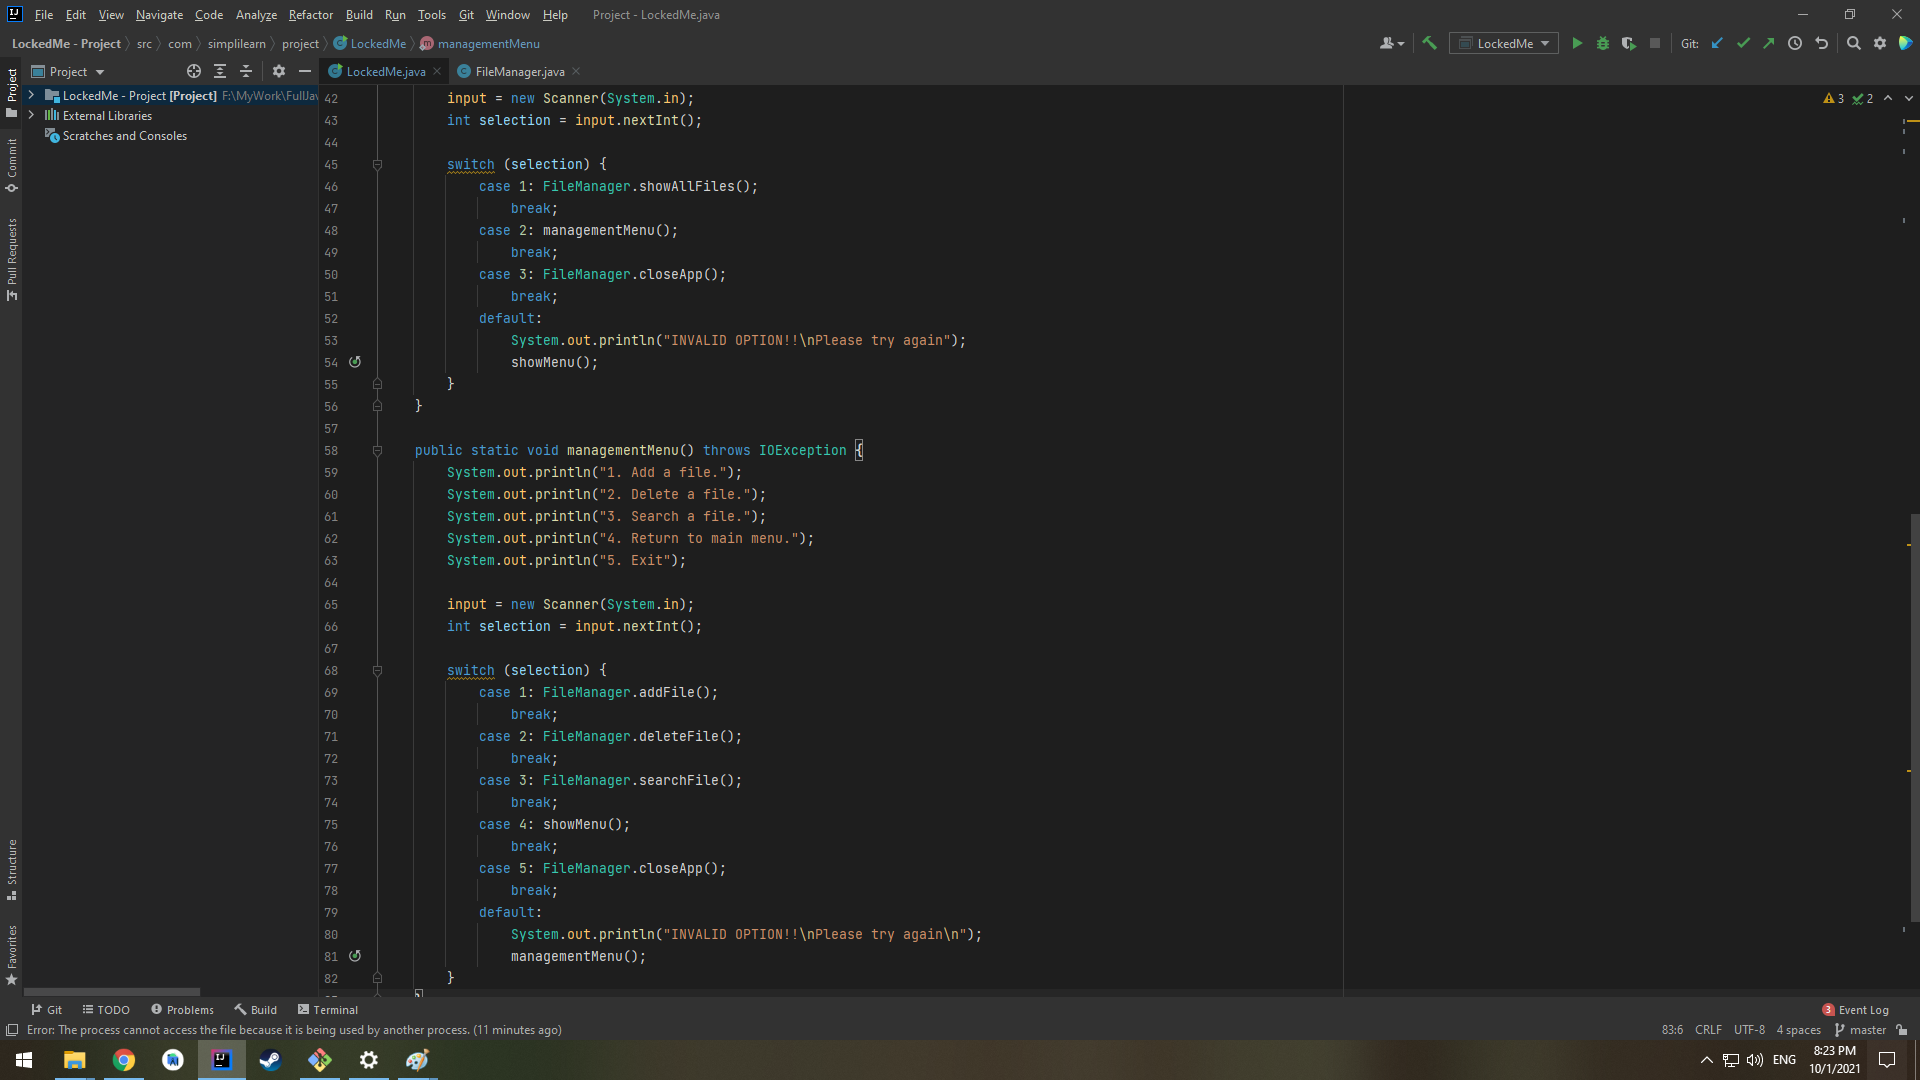 File Edit View Navigate Code Analyze Refactor Build Run Tools Git Window Help Project - LockedMe.java
LockedMe - Project src com simplilearn project LockedMe managementMenu
LockedMe Git:
Project
LockedMe.java FileManager.java
LockedMe - Project [Project] F:\MyWork\FullJav
External Libraries
Scratches and Consoles
Project
Commit
Pull Requests
Structure
Favorites
3 2
42 input = new Scanner(System.in);
43 int selection = input.nextInt();
44
45 switch (selection) {
46 case 1: FileManager.showAllFiles();
47 break;
48 case 2: managementMenu();
49 break;
50 case 3: FileManager.closeApp();
51 break;
52 default:
53 System.out.println("INVALID OPTION!!\nPlease try again");
54 showMenu();
55 }
56 }
57
58 public static void managementMenu() throws IOException {
59 System.out.println("1. Add a file.");
60 System.out.println("2. Delete a file.");
61 System.out.println("3. Search a file.");
62 System.out.println("4. Return to main menu.");
63 System.out.println("5. Exit");
64
65 input = new Scanner(System.in);
66 int selection = input.nextInt();
67
68 switch (selection) {
69 case 1: FileManager.addFile();
70 break;
71 case 2: FileManager.deleteFile();
72 break;
73 case 3: FileManager.searchFile();
74 break;
75 case 4: showMenu();
76 break;
77 case 5: FileManager.closeApp();
78 break;
79 default:
80 System.out.println("INVALID OPTION!!\nPlease try again\n");
81 managementMenu();
82 }
Git TODO Problems Build Terminal 3 Event Log
Error: The process cannot access the file because it is being used by another process. (11 minutes ago) 83:6 CRLF UTF-8 4 spaces master
ENG 8:23 PM
10/1/2021